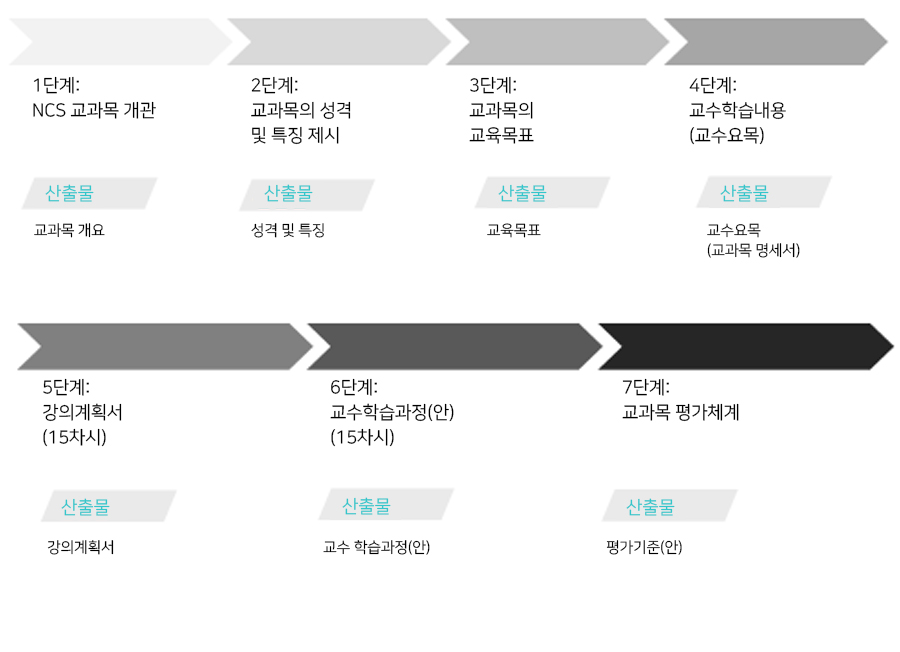 1단계:
NCS 교과목 개관
2단계:
교과목의 성격
및 특징 제시
3단계:
교과목의
교육목표
4단계:
교수학습내용
(교수요목)
산출물
교과목 개요
산출물
성격 및 특징
산출물
교육목표
산출물
교수요목
(교과목 명세서)
5단계:
강의계획서
(15차시)
6단계:
교수학습과정(안)
(15차시)
7단계:
교과목 평가체계
산출물
강의계획서
산출물
교수 학습과정(안)
산출물
평가기준(안)